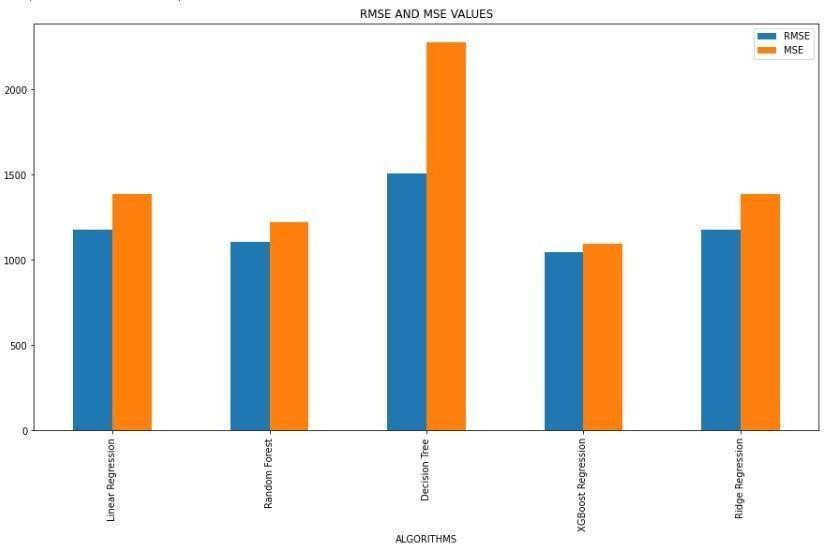 RMSE AND MSE VALUES
RMSE
MSE
2000
1500
1000
500
0
Linear Regression
Random Forest
Decision Tree
XGBoost Regression
Ridge Regression
ALGORITHMS